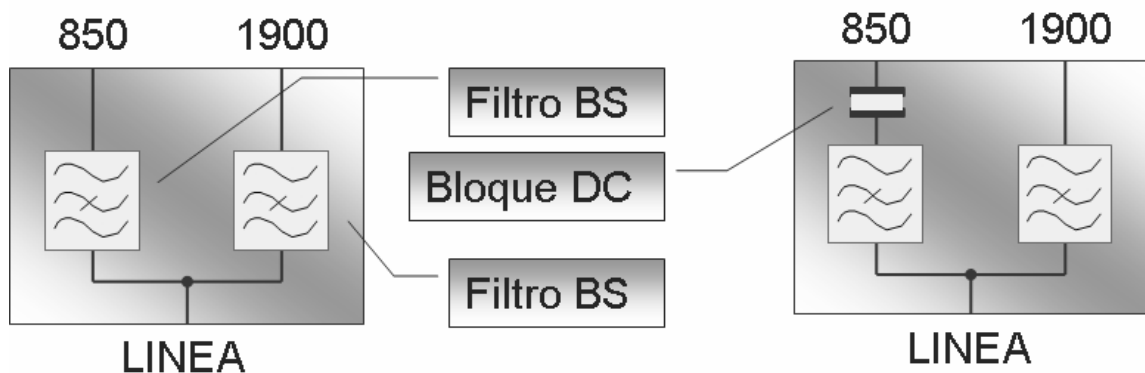 850 1900
Filtro BS
Bloque DC
Filtro BS
LINEA
850 1900
LINEA